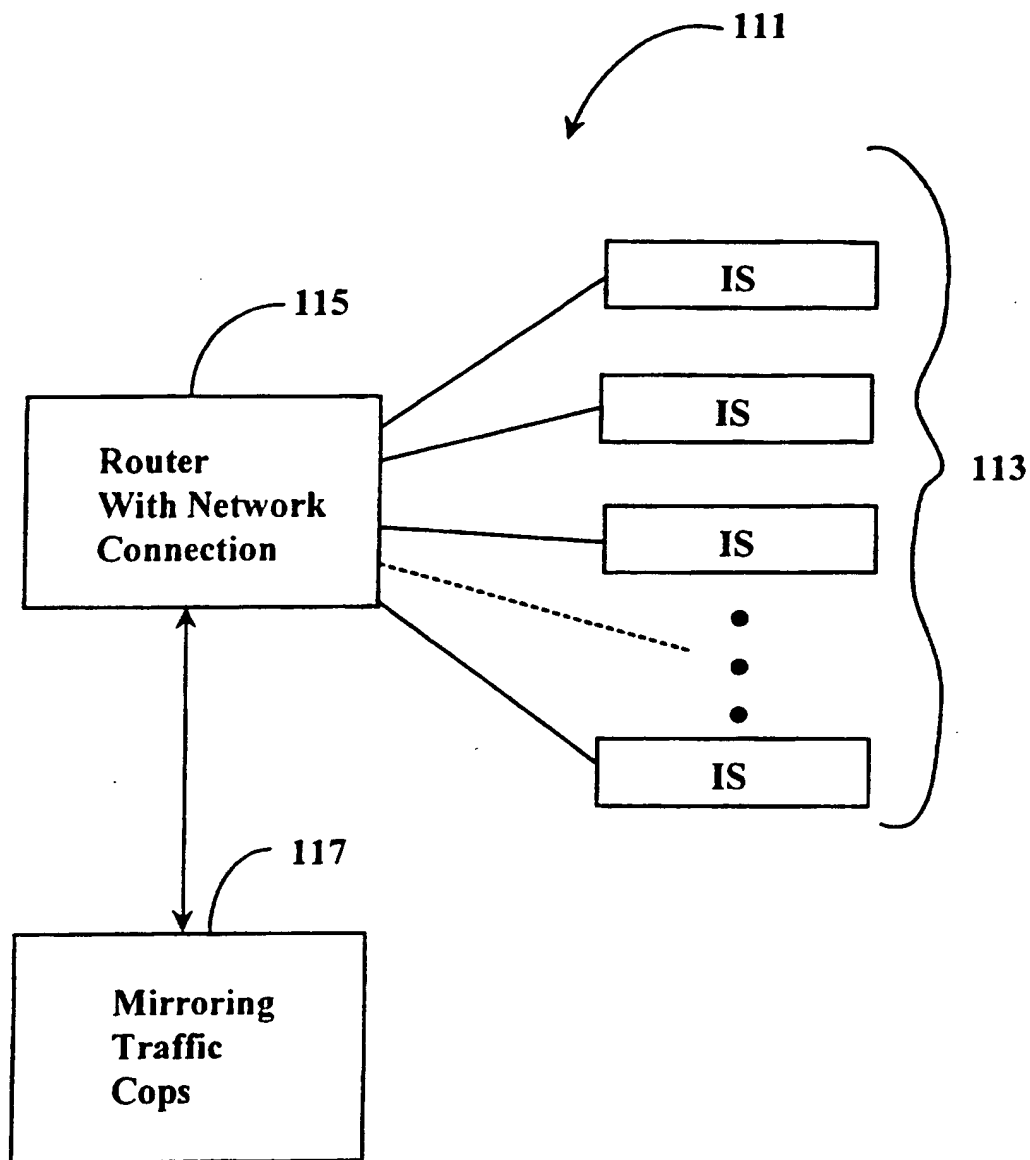 111
115
IS
Router
With Network
Connection
IS
113
IS
IS
117
Mirroring
Traffic
Cops